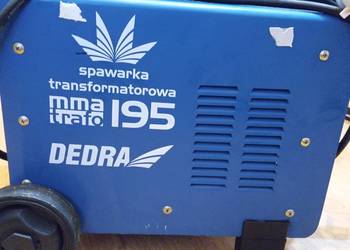 spawarka
transformatorowa
mma 195
trafo
DEDRA